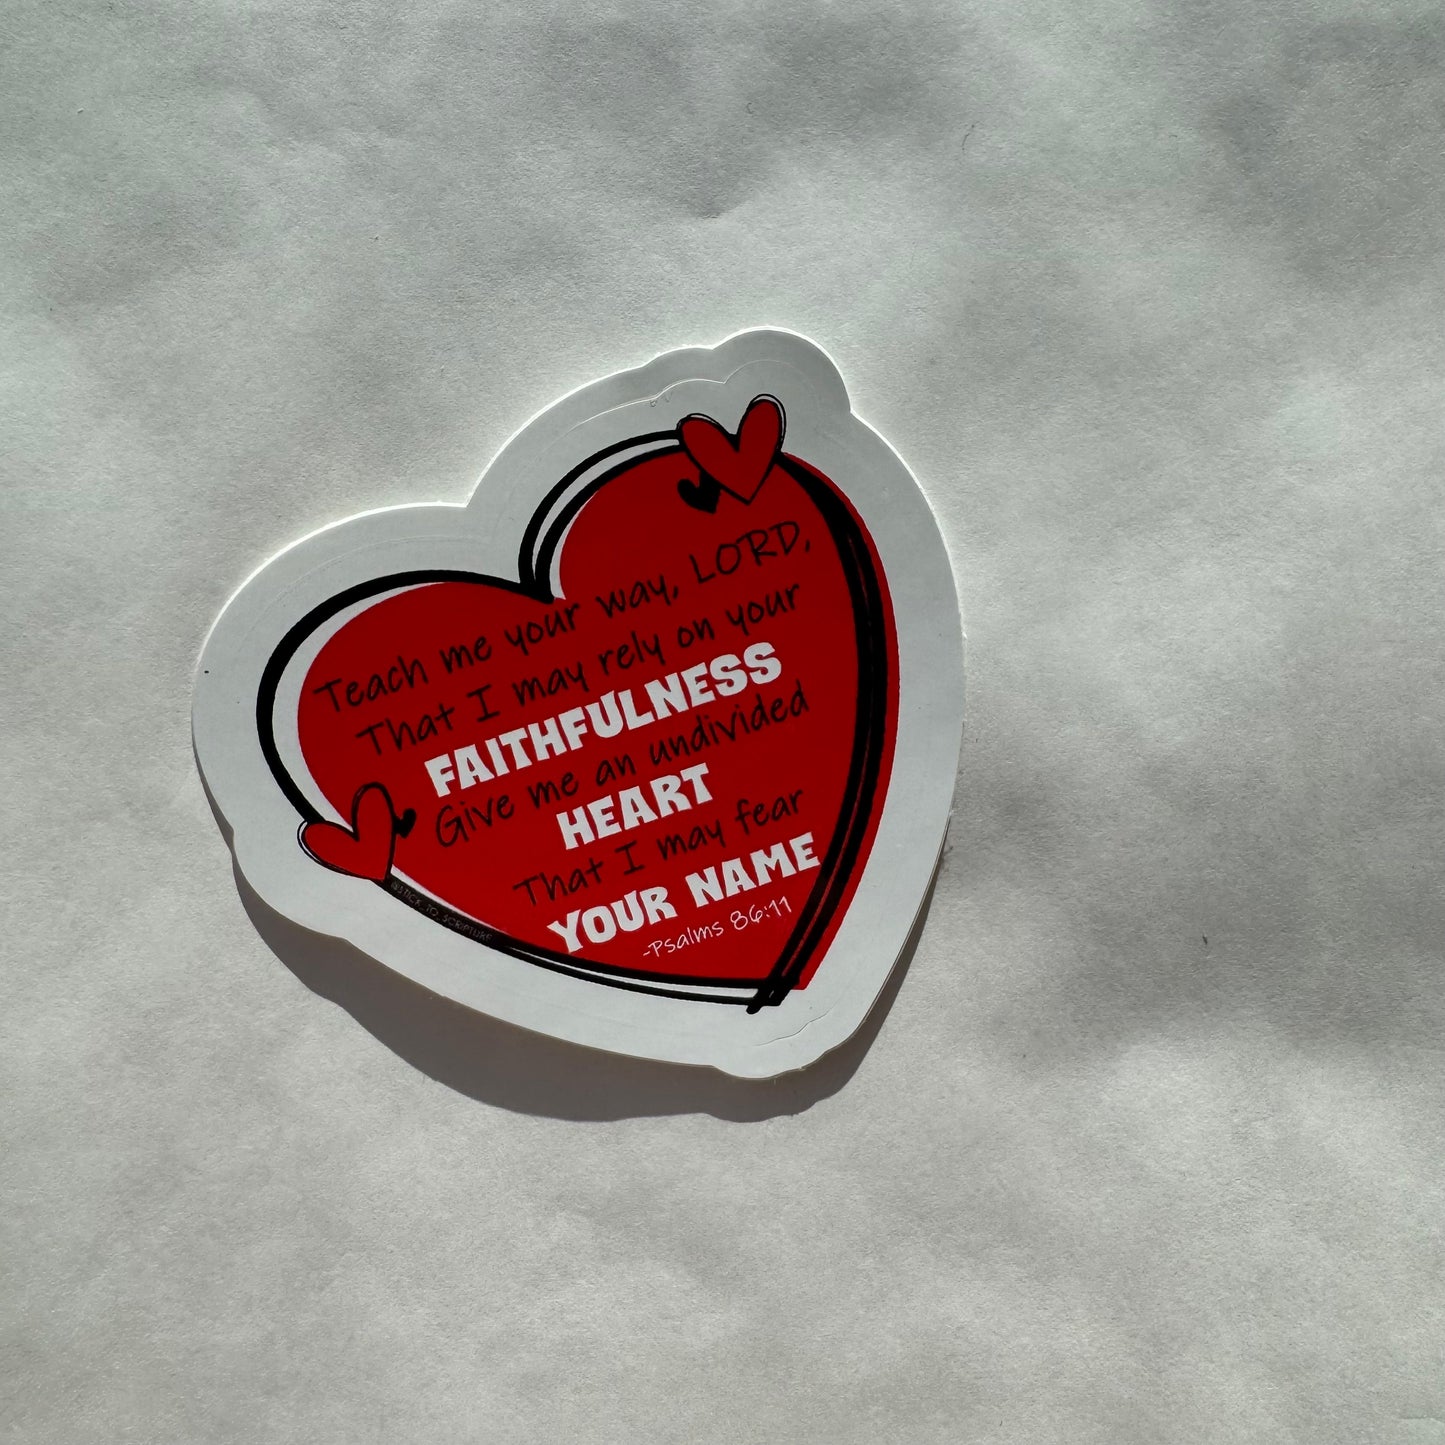 Teach me your way, LORD,
That I may rely on your
FAITHFULNESS
Give me an undivided
HEART
That I may fear
YOUR NAME
-Psalms 86:11
@STICK_TO_SCRIPTURE